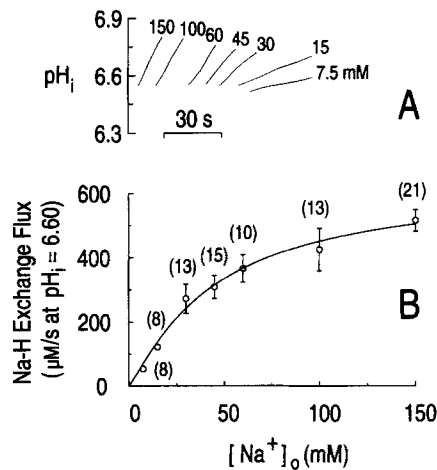 6.9
150 100 60 45 30 15
7.5 mM
pHi
6.6
6.3
30 s
A
600
400
200
0
Na-H Exchange Flux
(µM/s at pHi = 6.60)
(8)
(8)
(13)
(15)
(10)
(13)
(21)
B
0 50 100 150
[Na+]o (mM)